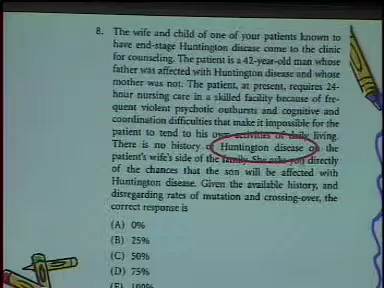 8. The wife and child of one of your patients known to
have end-stage Huntington disease come to the clinic
for counseling. The patient is a 42-year-old man whose
father was affected with Huntington disease and whose
mother was not. The patient, at present, requires 24-
hour nursing care in a skilled facility because of fre-
quent violent psychotic outbursts and cognitive and
coordination difficulties that make it impossible for the
patient to tend to his own activities of daily living.
There is no history of Huntington disease on the
patient's wife's side of the family. She asks you directly
of the chances that the son will be affected with
Huntington disease. Given the available history, and
disregarding rates of mutation and crossing-over, the
correct response is
(A) 0%
(B) 25%
(C) 50%
(D) 75%
(E) 100%